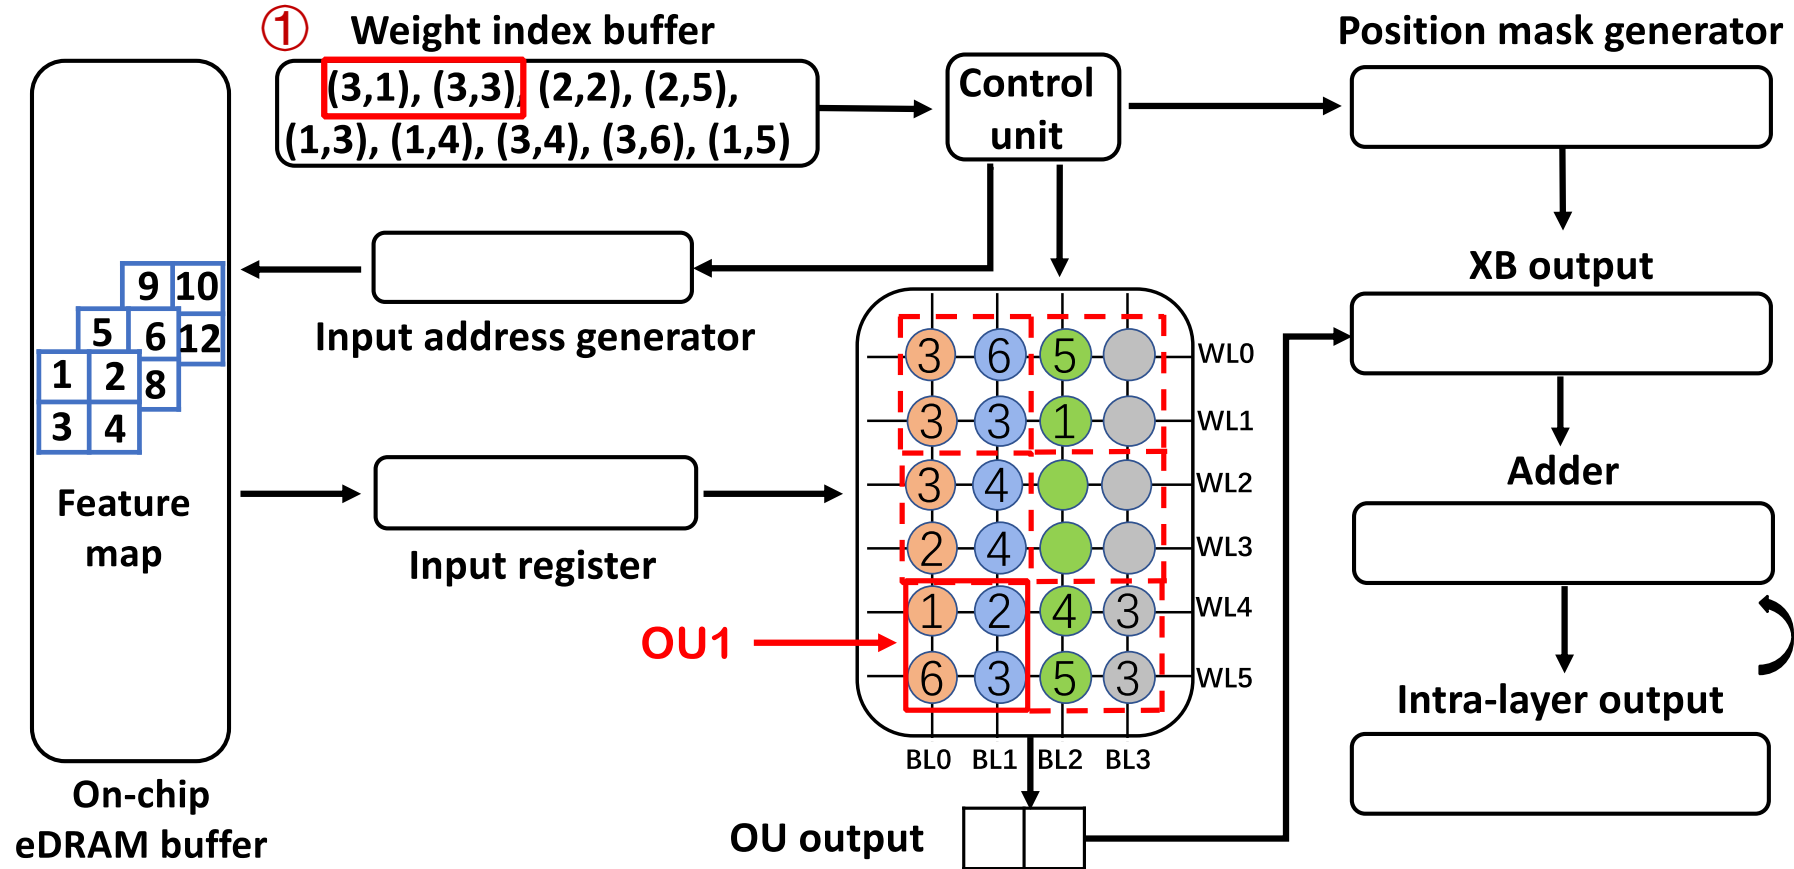 ①
Weight index buffer
(3,1), (3,3), (2,2), (2,5),
(1,3), (1,4), (3,4), (3,6), (1,5)
Control
unit
Position mask generator
9 10
5 6 12
1 2 8
3 4
Feature
map
On-chip
eDRAM buffer
Input address generator
Input register
3 6 5 WL0
3 3 1 WL1
3 4 WL2
2 4 WL3
1 2 4 3 WL4
6 3 5 3 WL5
OU1
BL0 BL1 BL2 BL3
OU output
XB output
Adder
Intra-layer output